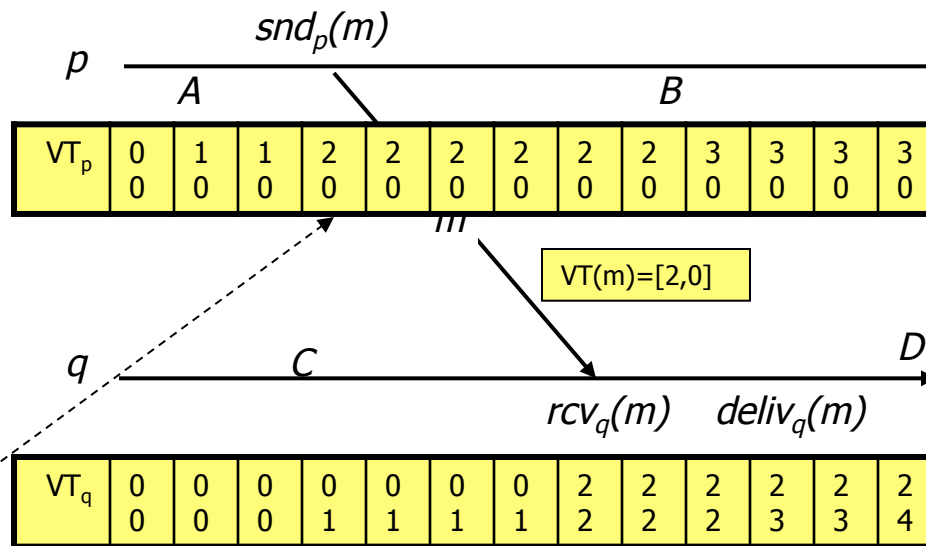 snd_p(m)
p
A B
VT_p 0 1 1 2 2 2 2 2 2 3 3 3 3
0 0 0 0 0 0 0 0 0 0 0 0 0
m
VT(m)=[2,0]
D
q C
rcv_q(m) deliv_q(m)
VT_q 0 0 0 0 0 0 0 2 2 2 2 2 2
0 0 0 1 1 1 1 2 2 2 3 3 4